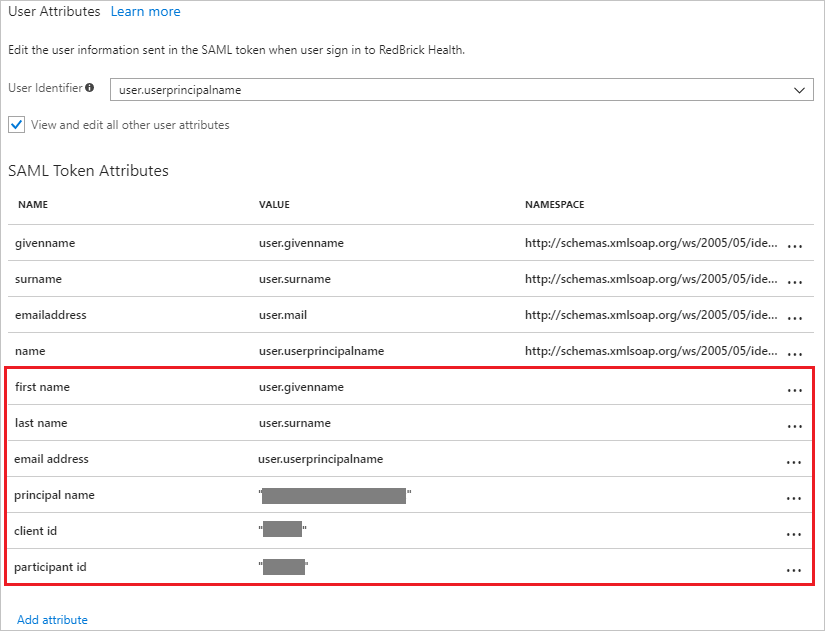 User Attributes Learn more
Edit the user information sent in the SAML token when user sign in to RedBrick Health.
User Identifier user.userprincipalname
View and edit all other user attributes
SAML Token Attributes
NAME VALUE NAMESPACE
givenname user.givenname http://schemas.xmlsoap.org/ws/2005/05/ide... ...
surname user.surname http://schemas.xmlsoap.org/ws/2005/05/ide... ...
emailaddress user.mail http://schemas.xmlsoap.org/ws/2005/05/ide... ...
name user.userprincipalname http://schemas.xmlsoap.org/ws/2005/05/ide... ...
first name user.givenname ...
last name user.surname ...
email address user.userprincipalname ...
principal name " " ...
client id " " ...
participant id " " ...
Add attribute